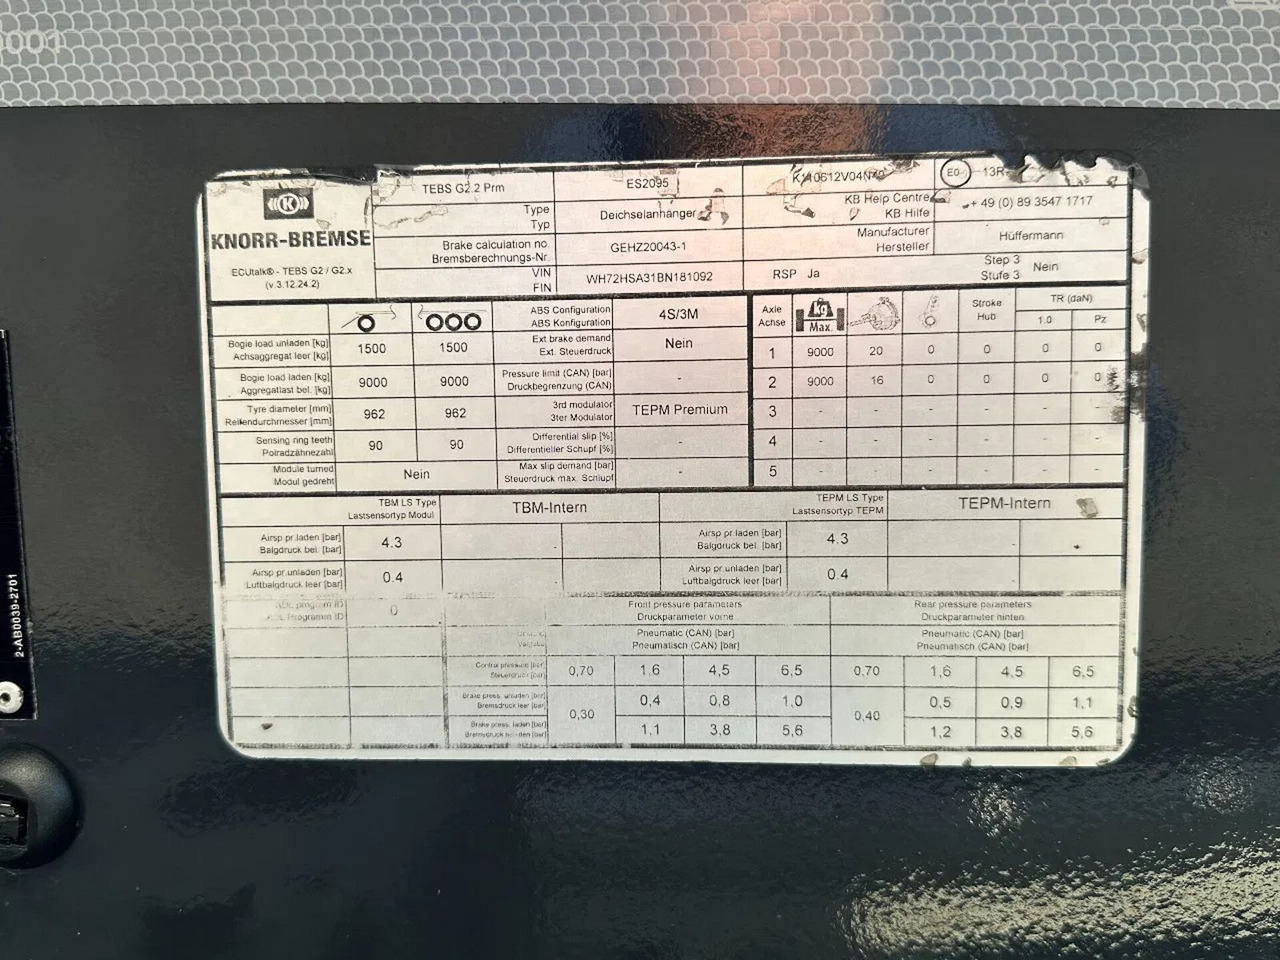 0001
TEBS G2.2 Prm ES2095 E0 13R-
KNORR-BREMSE
ECUtalk® - TEBS G2 / G2.x
(v.3.12.24.2)
Type
Typ
Deichselanhänger
KB Help Centre
KB Hilfe
+ 49 (0) 89 3547 1717
Brake calculation no.
Bremsberechnungs-Nr.
GEHZ20043-1
Manufacturer
Hersteller
Hüffermann
VIN
FIN
WH72HSA31BN181092
RSP Ja
Step 3
Stufe 3
Nein
ABS Configuration
ABS Konfiguration
4S/3M
Axle
Achse
kg
Max.
Stroke
Hub
TR (daN)
1.0 Pz
Bogie load unladen [kg]
Achsaggregat leer [kg]
1500 1500
Ext.brake demand
Ext. Steuerdruck
Nein
1 9000 20 0 0 0 0
Bogie load laden [kg]
Aggregatlast bel. [kg]
9000 9000
Pressure limit (CAN) [bar]
Druckbegrenzung (CAN)
-
2 9000 16 0 0 0 0
Tyre diameter [mm]
Reifendurchmesser [mm]
962 962
3rd modulator
3ter Modulator
TEPM Premium
3 - - - - - -
Sensing ring teeth
Polradzähnezahl
90 90
Differential slip [%]
Differentieller Schupf [%]
-
4 - - - - - -
Module turned
Modul gedreht
Nein
Max slip demand [bar]
Steuerdruck max. Schlupf
-
5 - - - - - -
TBM LS Type
Lastsensortyp Modul
TBM-Intern
TEPM LS Type
Lastsensortyp TEPM
TEPM-Intern
Airsp pr.laden [bar]
Balgdruck bel. [bar]
4.3
Airsp pr.laden [bar]
Balgdruck bel. [bar]
4.3
Airsp pr.unladen [bar]
Luftbalgdruck leer [bar]
0.4
Airsp pr.unladen [bar]
Luftbalgdruck leer [bar]
0.4
program ID
Programm ID
0
Front pressure parameters
Druckparameter vorne
Rear pressure parameters
Druckparameter hinten
Pneumatic (CAN) [bar]
Pneumatisch (CAN) [bar]
Pneumatic (CAN) [bar]
Pneumatisch (CAN) [bar]
Control pressure [bar]
Steuerdruck [bar]
0,70 1,6 4,5 6,5 0,70 1,6 4,5 6,5
Brake press. unladen [bar]
Bremsdruck leer [bar]
0,30 0,4 0,8 1,0 0,40 0,5 0,9 1,1
Brake press. laden [bar]
1,1 3,8 5,6 1,2 3,8 5,6
2-AB0039-2701